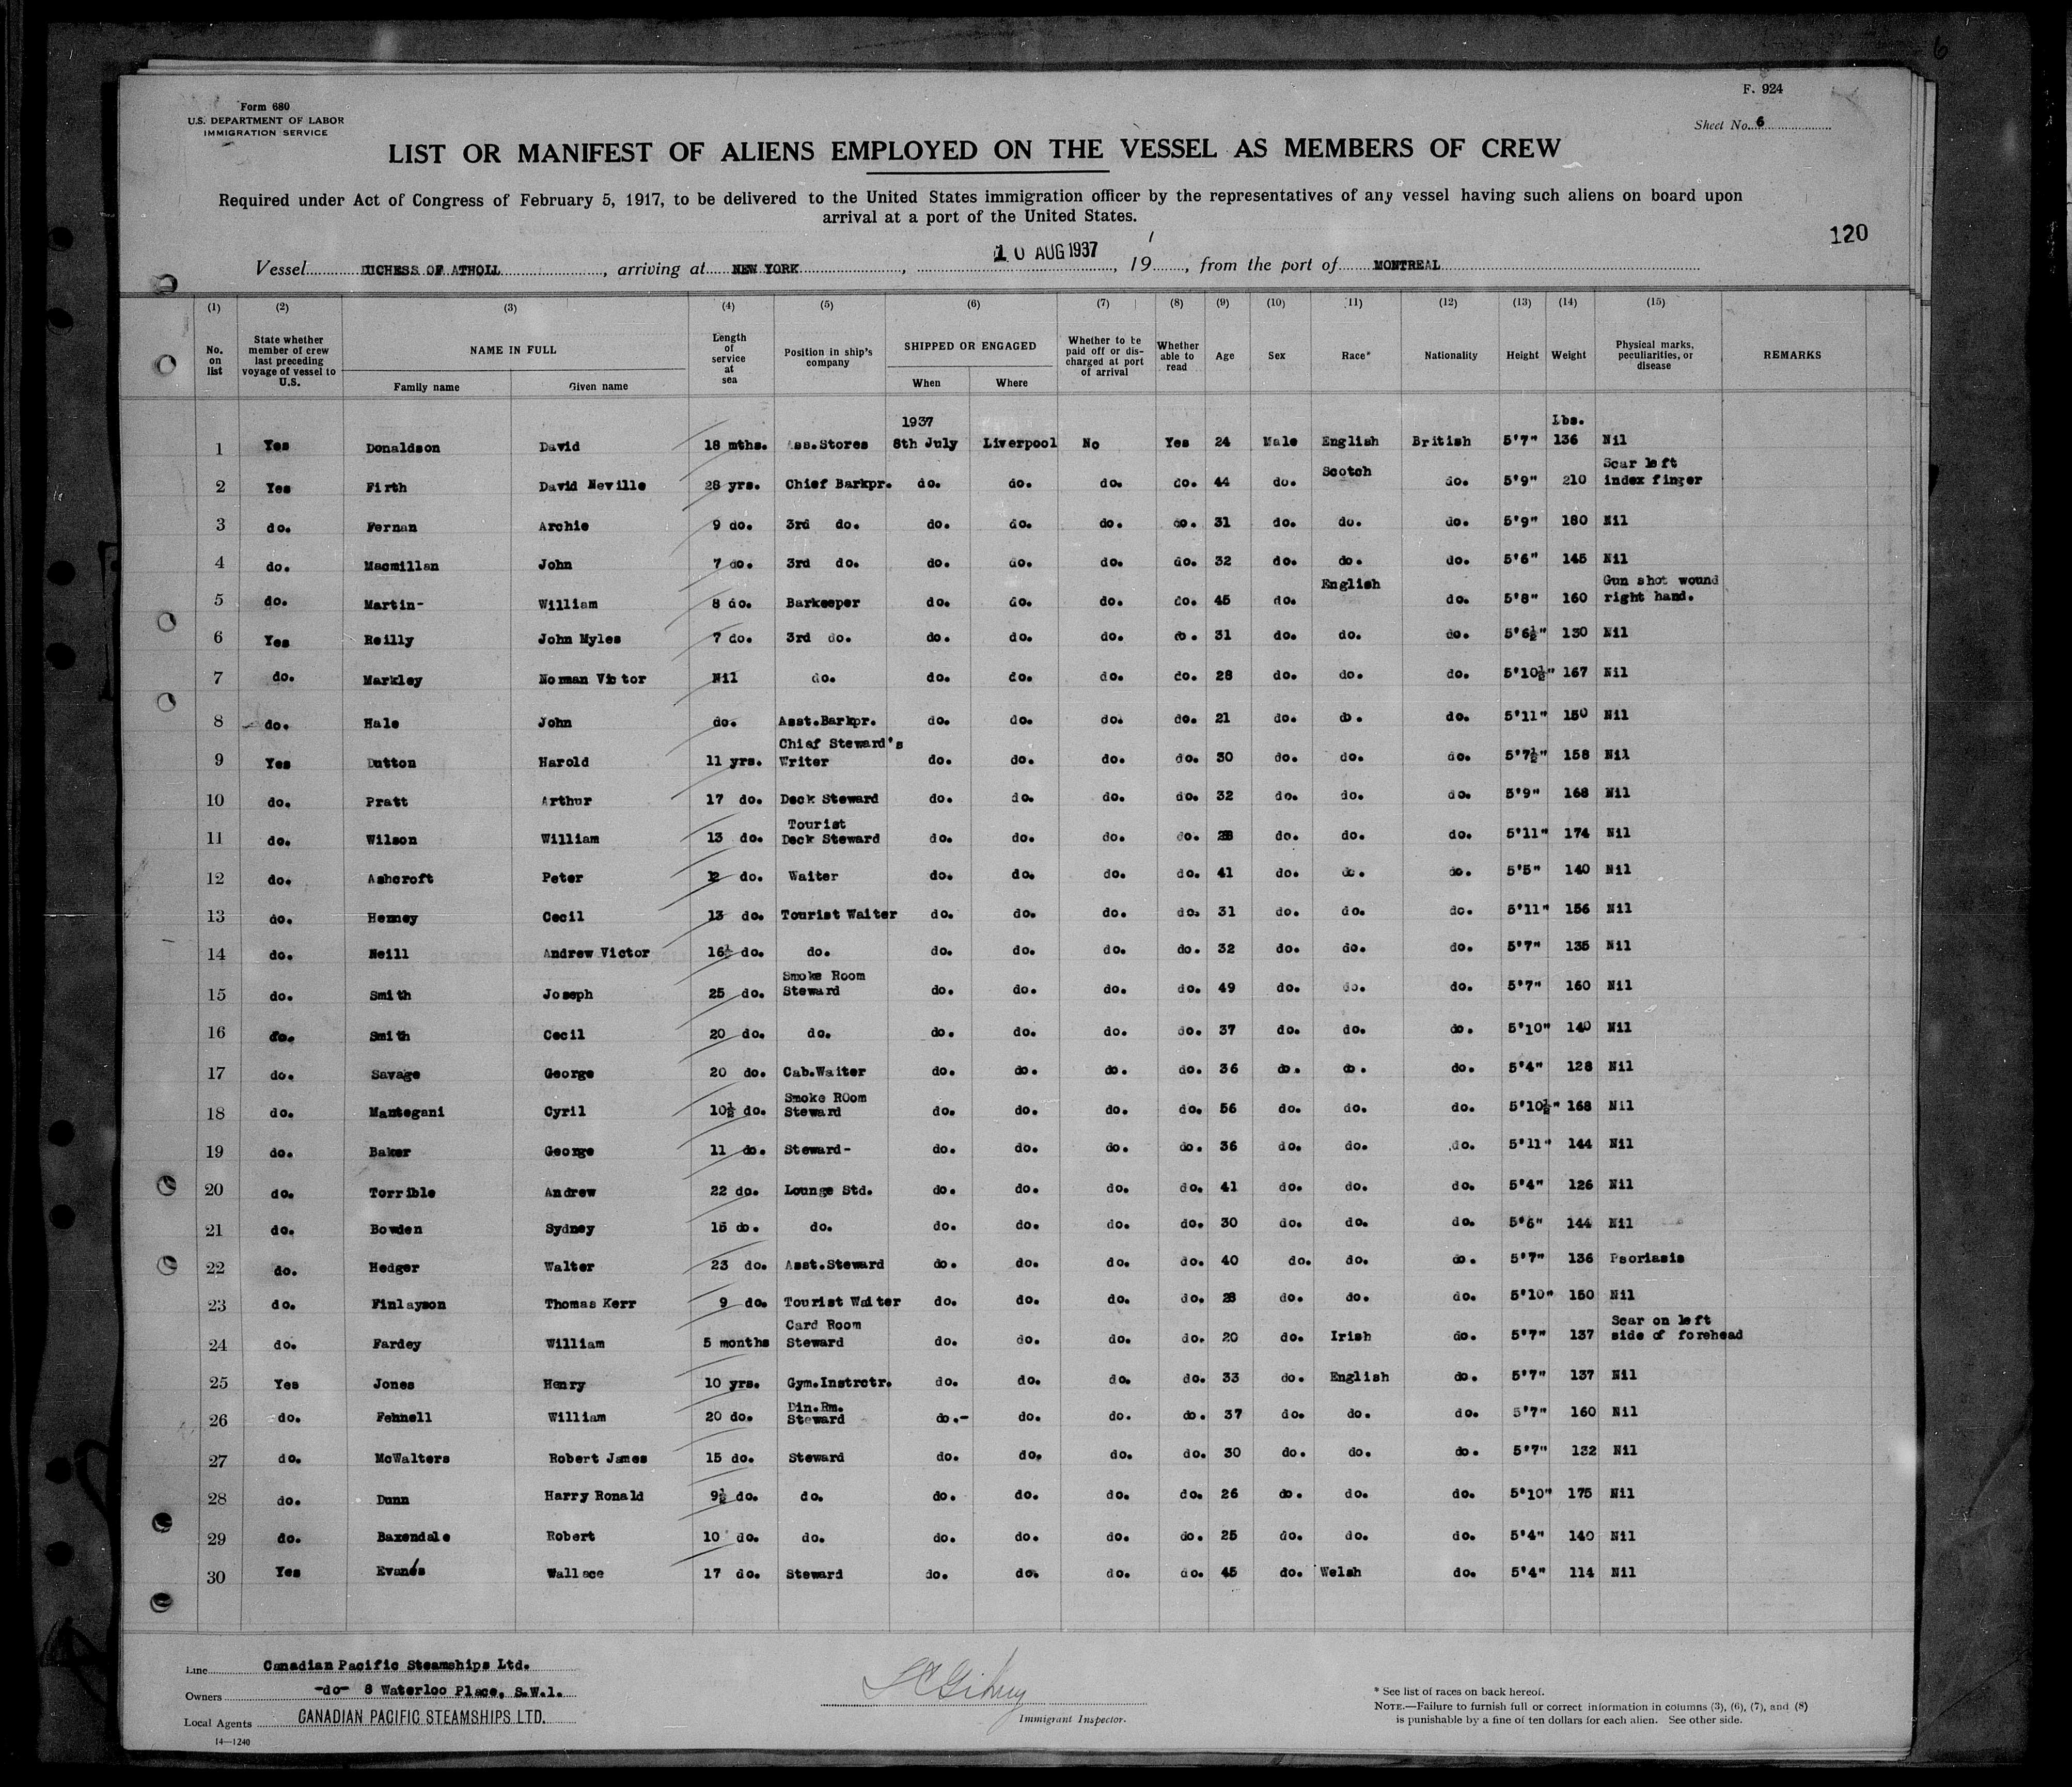 F. 924
Form 680
U.S. DEPARTMENT OF LABOR
IMMIGRATION SERVICE
Sheet No. 6
LIST OR MANIFEST OF ALIENS EMPLOYED ON THE VESSEL AS MEMBERS OF CREW
Required under Act of Congress of February 5, 1917, to be delivered to the United States immigration officer by the representatives of any vessel having such aliens on board upon
arrival at a port of the United States.
120
Vessel DUCHESS OF ATHOLL, arriving at NEW YORK, 10 AUG 1937, 19, from the port of MONTREAL
(1) (2) (3) (4) (5) (6) (7) (8) (9) (10) (11) (12) (13) (14) (15)
No. on list | State whether member of crew last preceding voyage of vessel to U.S. | NAME IN FULL | Length of service at sea | Position in ship's company | SHIPPED OR ENGAGED | Whether to be paid off or discharged at port of arrival | Whether able to read | Age | Sex | Race* | Nationality | Height | Weight | Physical marks, peculiarities, or disease | REMARKS
Family name | Given name | When | Where
1937 Lbs.
1 Yes Donaldson David 18 mths. Ass.Stores 8th July Liverpool No Yes 24 Male English British 5'7" 136 Nil
2 Yes Firth David Neville 28 yrs. Chief Barkpr. do. do. do. do. 44 do. Scotch do. 5'9" 210 Scar left index finger
3 do. Fernan Archie 9 do. 3rd do. do. do. do. do. 31 do. do. do. 5'9" 180 Nil
4 do. Macmillan John 7 do. 3rd do. do. do. do. do. 32 do. do. do. 5'6" 145 Nil
5 do. Martin- William 8 do. Barkeeper do. do. do. do. 45 do. English do. 5'8" 160 Gun shot wound right hand.
6 Yes Reilly John Myles 7 do. 3rd do. do. do. do. do. 31 do. do. do. 5'6½" 130 Nil
7 do. Markley Norman Victor Nil do. do. do. do. do. 28 do. do. do. 5'10½" 167 Nil
8 do. Hale John do. Asst.Barkpr. do. do. do. do. 21 do. do. do. 5'11" 150 Nil
9 Yes Dutton Harold 11 yrs. Chief Steward's Writer do. do. do. do. 30 do. do. do. 5'7½" 158 Nil
10 do. Pratt Arthur 17 do. Deck Steward do. do. do. do. 32 do. do. do. 5'9" 168 Nil
11 do. Wilson William 13 do. Tourist Deck Steward do. do. do. do. 28 do. do. do. 5'11" 174 Nil
12 do. Ashcroft Peter 12 do. Waiter do. do. do. do. 41 do. do. do. 5'5" 140 Nil
13 do. Henney Cecil 13 do. Tourist Waiter do. do. do. do. 31 do. do. do. 5'11" 156 Nil
14 do. Neill Andrew Victor 16½ do. do. do. do. do. do. 32 do. do. do. 5'7" 135 Nil
15 do. Smith Joseph 25 do. Smoke Room Steward do. do. do. do. 49 do. do. do. 5'7" 160 Nil
16 do. Smith Cecil 20 do. do. do. do. do. do. 37 do. do. do. 5'10" 140 Nil
17 do. Savage George 20 do. Cab.Waiter do. do. do. do. 36 do. do. do. 5'4" 128 Nil
18 do. Mantegani Cyril 10½ do. Smoke ROom Steward do. do. do. do. 56 do. do. do. 5'10½" 168 Nil
19 do. Baker George 11 do. Steward- do. do. do. do. 36 do. do. do. 5'11" 144 Nil
20 do. Torrible Andrew 22 do. Lounge Std. do. do. do. do. 41 do. do. do. 5'4" 126 Nil
21 do. Bowden Sydney 15 do. do. do. do. do. do. 30 do. do. do. 5'6" 144 Nil
22 do. Hedger Walter 23 do. Asst.Steward do. do. do. do. 40 do. do. do. 5'7" 136 Psoriasis
23 do. Finlayson Thomas Kerr 9 do. Tourist Waiter do. do. do. do. 28 do. do. do. 5'10" 150 Nil
24 do. Fardey William 5 months Card Room Steward do. do. do. do. 20 do. Irish do. 5'7" 137 Scar on left side of forehead
25 Yes Jones Henry 10 yrs. Gym.Instrctr. do. do. do. do. 33 do. English do. 5'7" 137 Nil
26 do. Fehnell William 20 do. Din.Rm. Steward do.- do. do. do. 37 do. do. do. 5'7" 160 Nil
27 do. McWalters Robert James 15 do. Steward do. do. do. do. 30 do. do. do. 5'7" 132 Nil
28 do. Dunn Harry Ronald 9½ do. do. do. do. do. do. 26 do. do. do. 5'10" 175 Nil
29 do. Baxendale Robert 10 do. do. do. do. do. do. 25 do. do. do. 5'4" 140 Nil
30 Yes Evans Wallace 17 do. Steward do. do. do. do. 45 do. Welsh do. 5'4" 114 Nil
Line Canadian Pacific Steamships Ltd.
Owners -do- 8 Waterloo Place, S.W.1.
Local Agents CANADIAN PACIFIC STEAMSHIPS LTD.
14—1240
Immigrant Inspector.
* See list of races on back hereof.
NOTE.—Failure to furnish full or correct information in columns (3), (6), (7), and (8)
is punishable by a fine of ten dollars for each alien. See other side.